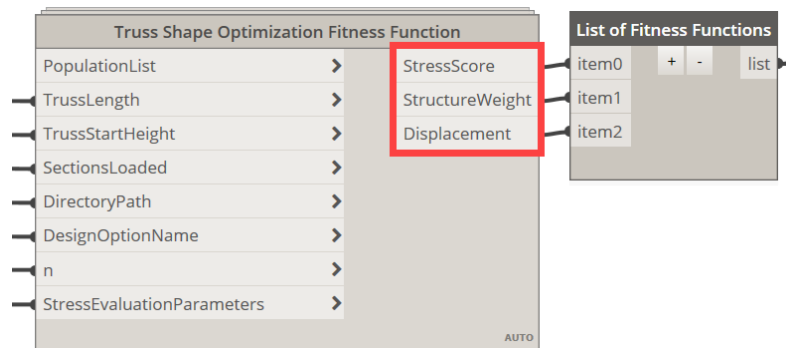 Truss Shape Optimization Fitness Function
PopulationList
TrussLength
TrussStartHeight
SectionsLoaded
DirectoryPath
DesignOptionName
n
StressEvaluationParameters
StressScore
StructureWeight
Displacement
AUTO
List of Fitness Functions
item0 + - list
item1
item2